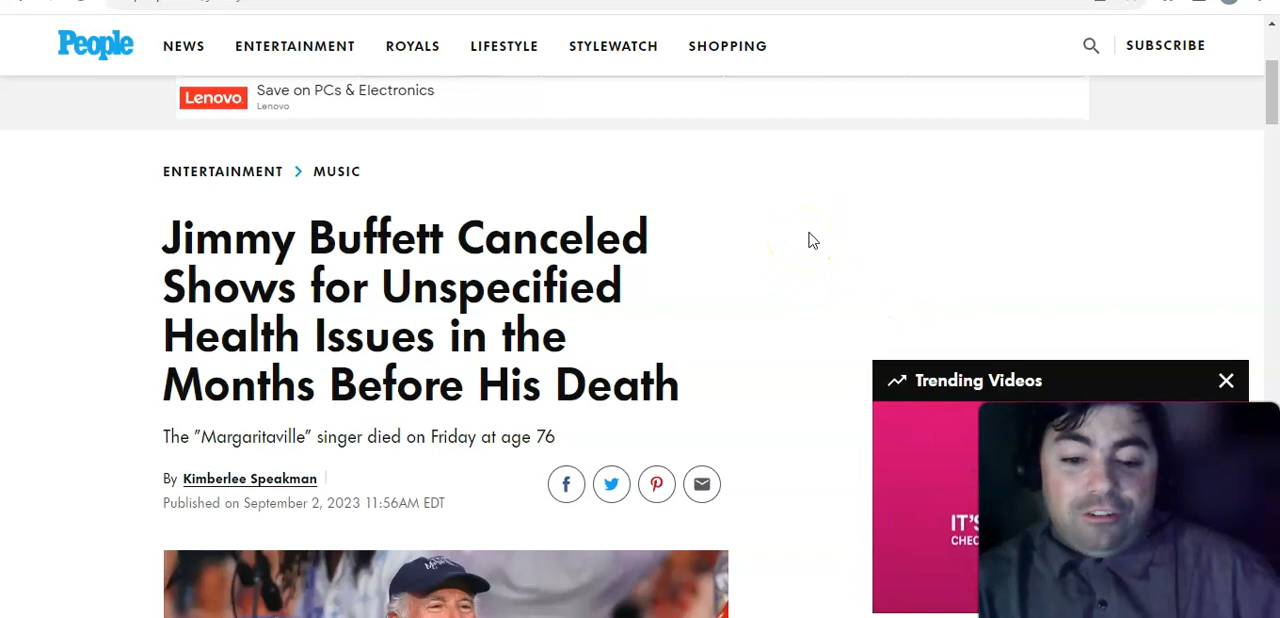 People
NEWS
ENTERTAINMENT
ROYALS
LIFESTYLE
STYLEWATCH
SHOPPING
SUBSCRIBE
Lenovo
Save on PCs & Electronics
Lenovo
ENTERTAINMENT > MUSIC
Jimmy Buffett Canceled
Shows for Unspecified
Health Issues in the
Months Before His Death
The "Margaritaville" singer died on Friday at age 76
By Kimberlee Speakman
Published on September 2, 2023 11:56AM EDT
Trending Videos